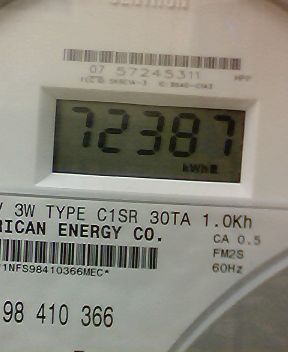 07 57245311 HPP
72387
kWh
V 3W TYPE C1SR 30TA 1.0Kh
RICAN ENERGY CO. CA 0.5
FM2S
1NFS98410366MEC* 60Hz
98 410 366